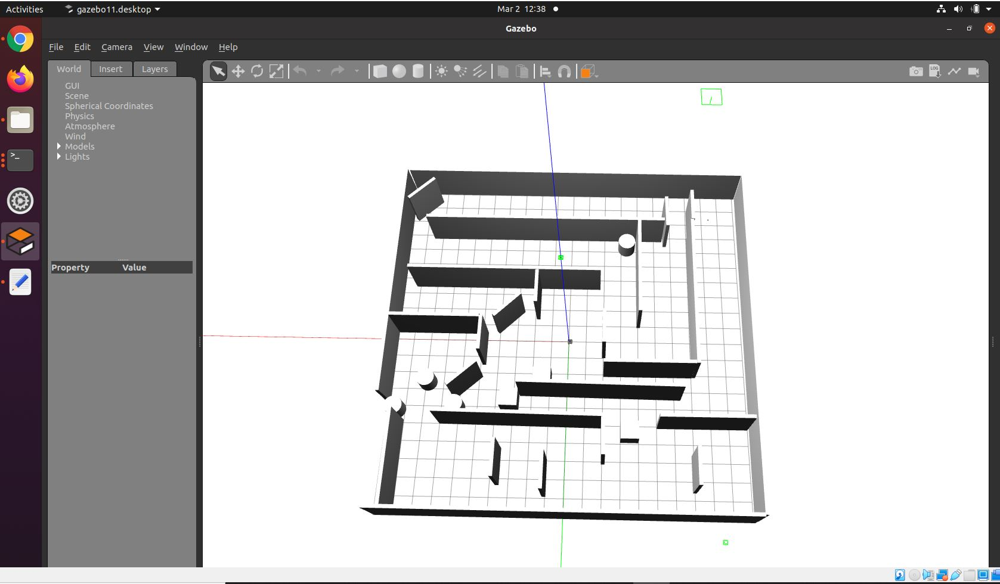 Activities gazebo11.desktop Mar 2 12:38
Gazebo
File Edit Camera View Window Help
World Insert Layers
LOG
GUI
Scene
Spherical Coordinates
Physics
Atmosphere
Wind
Models
Lights
>_
Property Value